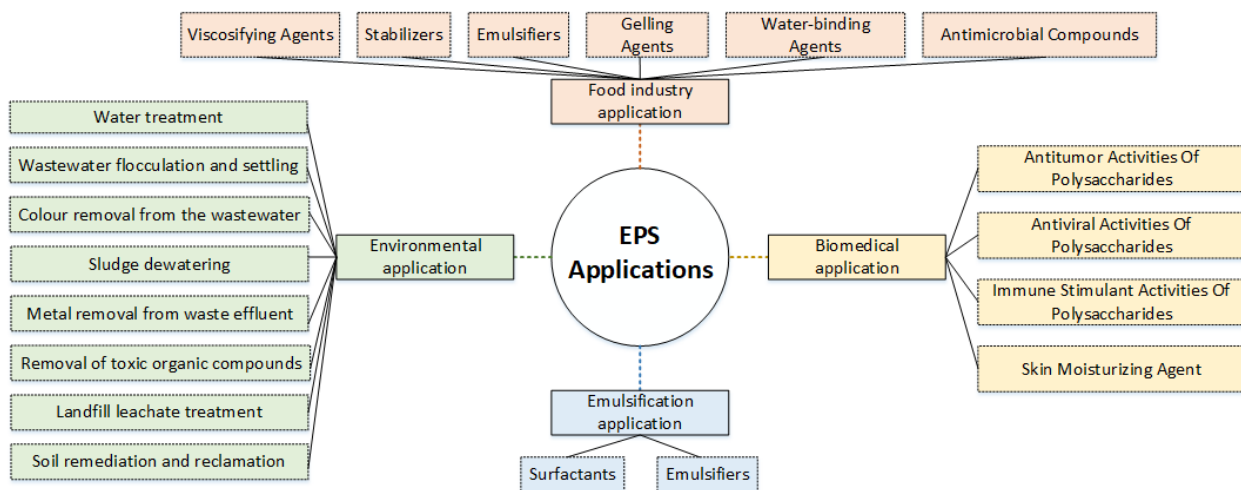 Viscosifying Agents
Stabilizers
Emulsifiers
Gelling
Agents
Water-binding
Agents
Antimicrobial Compounds
Food industry
application
Water treatment
Wastewater flocculation and settling
Colour removal from the wastewater
Sludge dewatering
Metal removal from waste effluent
Removal of toxic organic compounds
Landfill leachate treatment
Soil remediation and reclamation
Environmental
application
EPS
Applications
Biomedical
application
Antitumor Activities Of
Polysaccharides
Antiviral Activities Of
Polysaccharides
Immune Stimulant Activities Of
Polysaccharides
Skin Moisturizing Agent
Emulsification
application
Surfactants
Emulsifiers